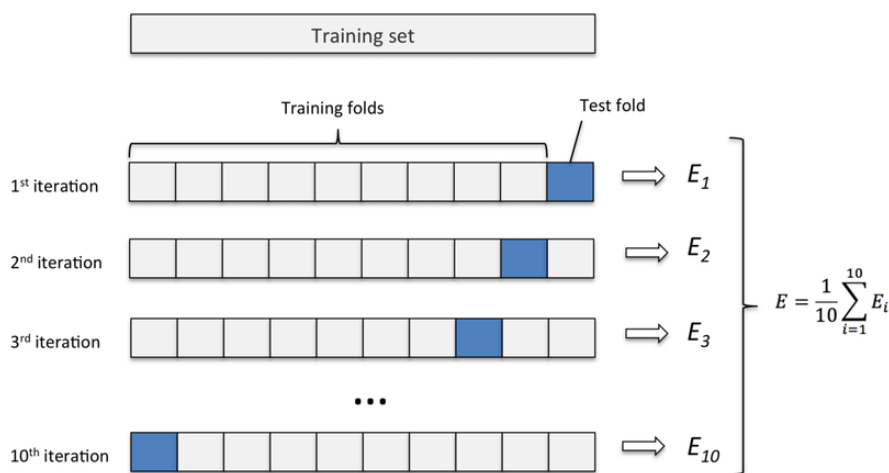 Training set
Training folds
Test fold
1st iteration
E1
2nd iteration
E2
3rd iteration
E3
E = 1/10 10∑i=1 Ei
...
10th iteration
E10